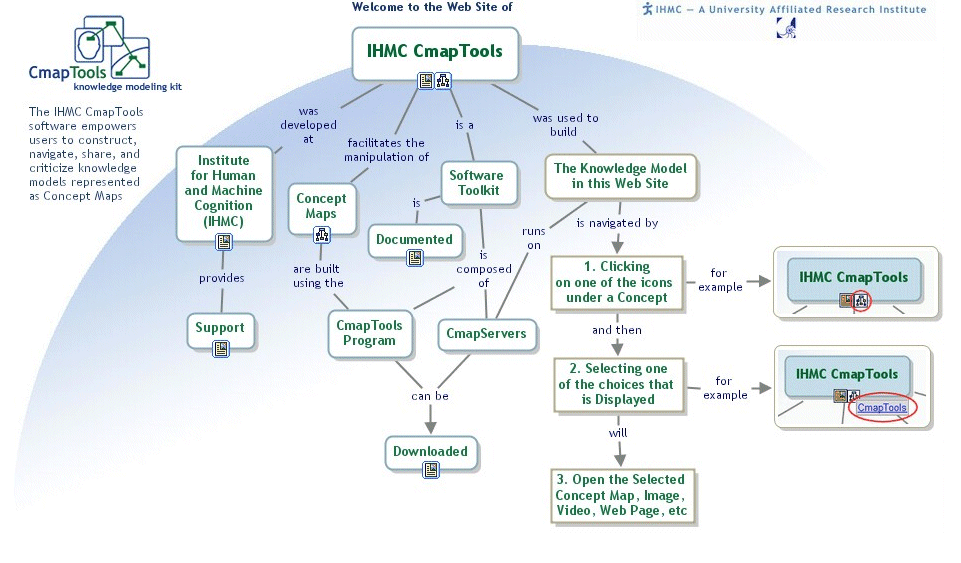 Welcome to the Web Site of
IHMC — A University Affiliated Research Institute
IHMC CmapTools
CmapTools
knowledge modeling kit
The IHMC CmapTools
software empowers
users to construct,
navigate, share, and
criticize knowledge
models represented
as Concept Maps
was
developed
at
facilitates the
manipulation of
is a
was used to
build
Institute
for Human
and Machine
Cognition
(IHMC)
Concept
Maps
Software
Toolkit
The Knowledge Model
in this Web Site
is
Documented
runs
on
is navigated by
provides
are built
using the
is
composed
of
1. Clicking
on one of the icons
under a Concept
for
example
IHMC CmapTools
Support
CmapTools
Program
CmapServers
and then
2. Selecting one
of the choices that
is Displayed
for
example
IHMC CmapTools
CmapTools
can be
will
Downloaded
3. Open the Selected
Concept Map, Image,
Video, Web Page, etc